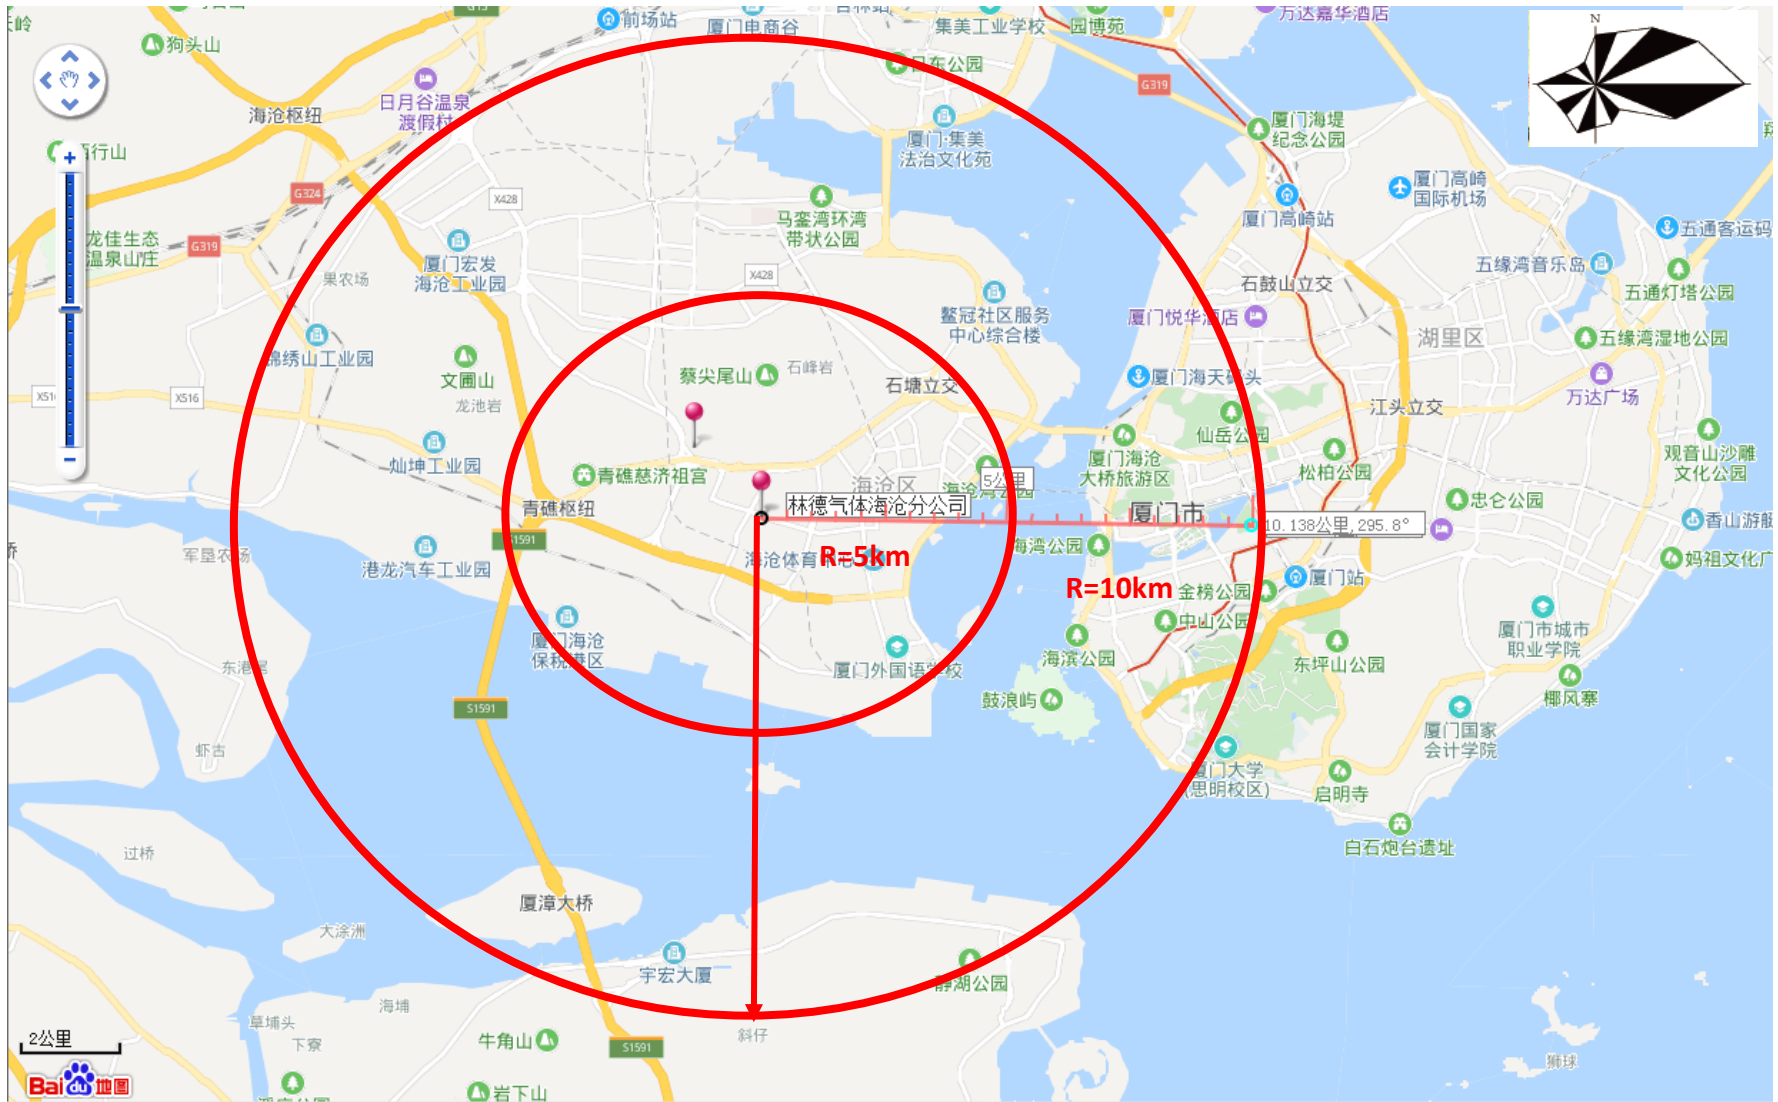 前场站
厦门电商谷
集美工业学校
园博苑
万达嘉华酒店
N
狗头山
日东公园
日月谷温泉
渡假村
G319
海沧枢纽
厦门·集美
法治文化苑
厦门海堤
纪念公园
G324
X428
厦门高崎
国际机场
厦门高崎站
马銮湾环湾
带状公园
龙佳生态
温泉山庄
G319
五通客运码
厦门宏发
海沧工业园
果农场
X428
石鼓山立交
五缘湾音乐岛
五通灯塔公园
鳌冠社区服务
中心综合楼
厦门悦华酒店
湖里区
五缘湾湿地公园
锦绣山工业园
文圃山
龙池岩
蔡尖尾山
石峰岩
石塘立交
厦门海天码头
万达广场
江头立交
X516
仙岳公园
观音山沙雕
文化公园
灿坤工业园
青礁慈济祖宫
海沧区
5公里
厦门海沧
大桥旅游区
松柏公园
青礁枢纽
林德气体海沧分公司
厦门市
忠仑公园
10.138公里,295.8°
香山游艇
S1591
军垦农场
港龙汽车工业园
海沧体育中心
R=5km
海湾公园
R=10km
金榜公园
厦门站
妈祖文化广
厦门海沧
保税港区
中山公园
厦门市城市
职业学院
东港尾
厦门外国语学校
海滨公园
东坪山公园
鼓浪屿
椰风寨
S1591
厦门国家
会计学院
虾古
厦门大学
(思明校区)
启明寺
过桥
白石炮台遗址
厦漳大桥
大涂洲
宇宏大厦
静湖公园
海埔
草埔头
下寮
牛角山
S1591
斜仔
2公里
狮球
Bai du 地图
岩下山